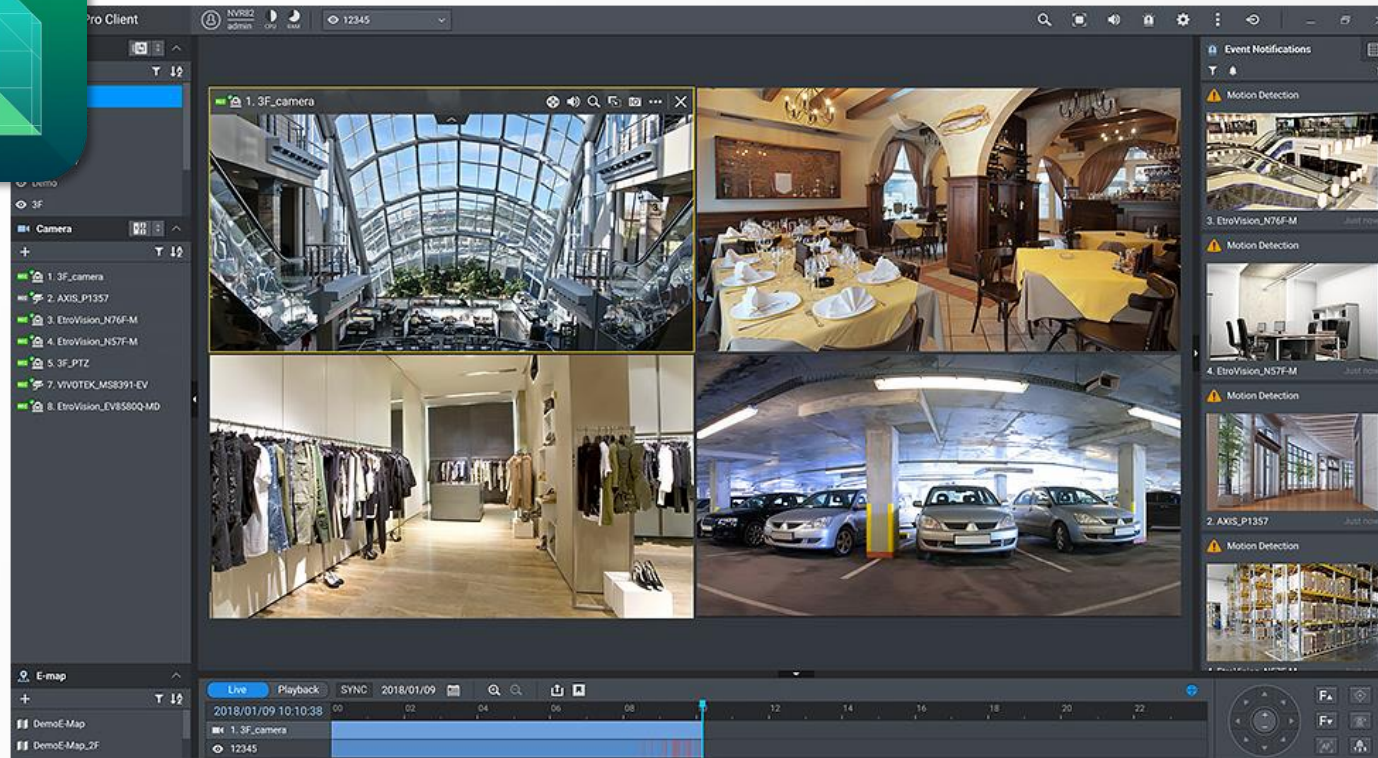 Pro Client
NVR82
admin
CPU
RAM
12345
Demo
3F
Camera
1. 3F_camera
2. AXIS_P1357
3. EtroVision_N76F-M
4. EtroVision_N57F-M
5. 3F_PTZ
7. VIVOTEK_MS8391-EV
8. EtroVision_EV8580Q-MD
E-map
DemoE-Map
DemoE-Map_2F
1. 3F_camera
Event Notifications
Motion Detection
3. EtroVision_N76F-M
Just now
Motion Detection
4. EtroVision_N57F-M
Just now
Motion Detection
2. AXIS_P1357
Just now
Motion Detection
Live
Playback
SYNC
2018/01/09
2018/01/09 10:10:38
00
02
04
06
08
12
14
16
18
20
22
1. 3F_camera
12345